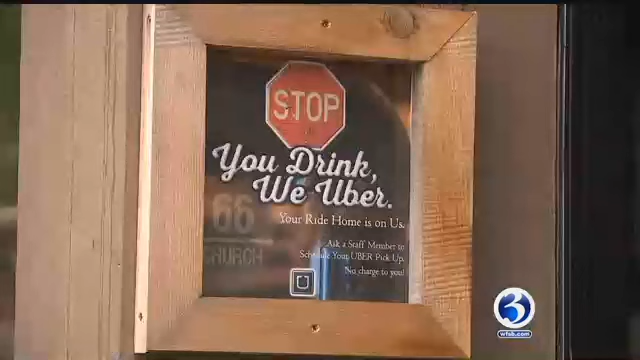 STOP
You Drink,
We Uber.
Your Ride Home is on Us.
66
CHURCH
Ask a Staff Member to
Schedule Your UBER Pick Up.
No charge to you!
3
wfsb.com